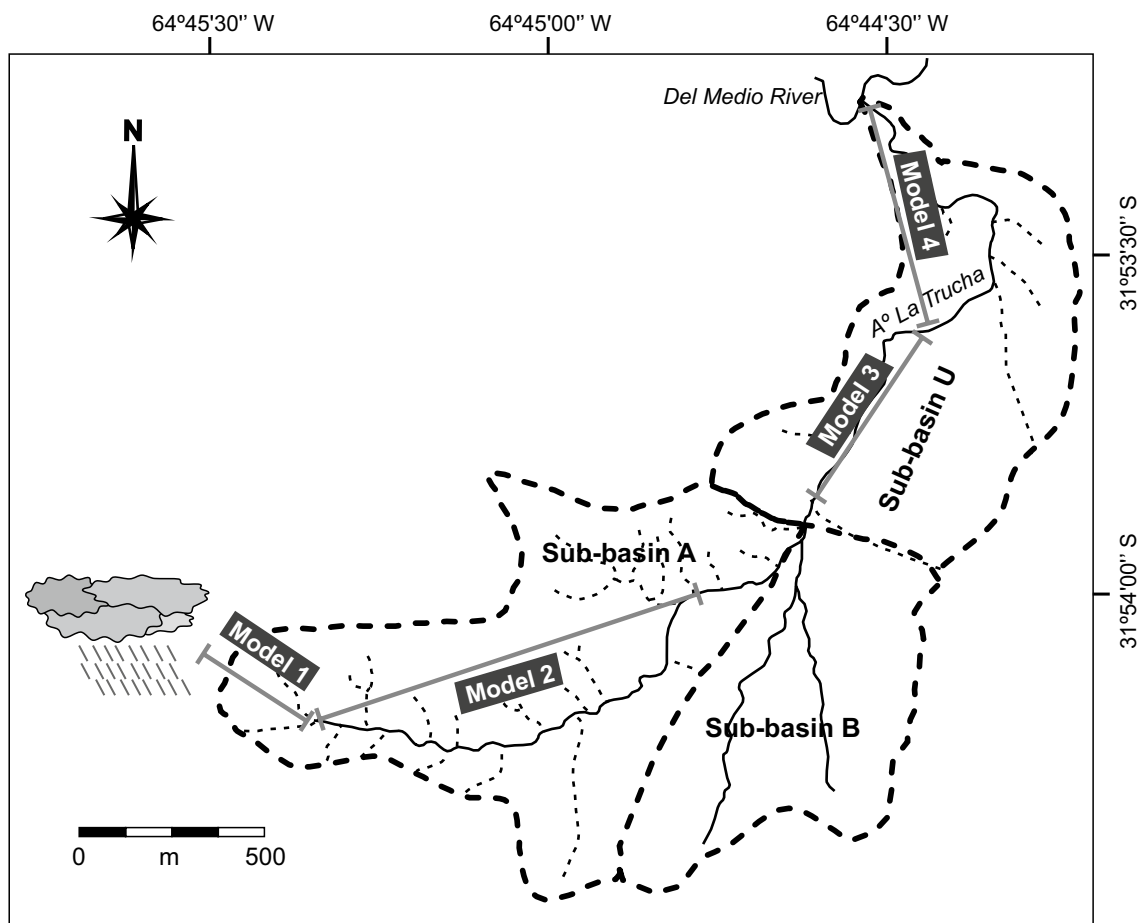 64º45'30'' W
64º45'00'' W
64º44'30'' W
Del Medio River
N
Model 4
31º53'30'' S
Aº La Trucha
Model 3
Sub-basin U
Sub-basin A
31º54'00'' S
Model 1
Model 2
Sub-basin B
0 m 500